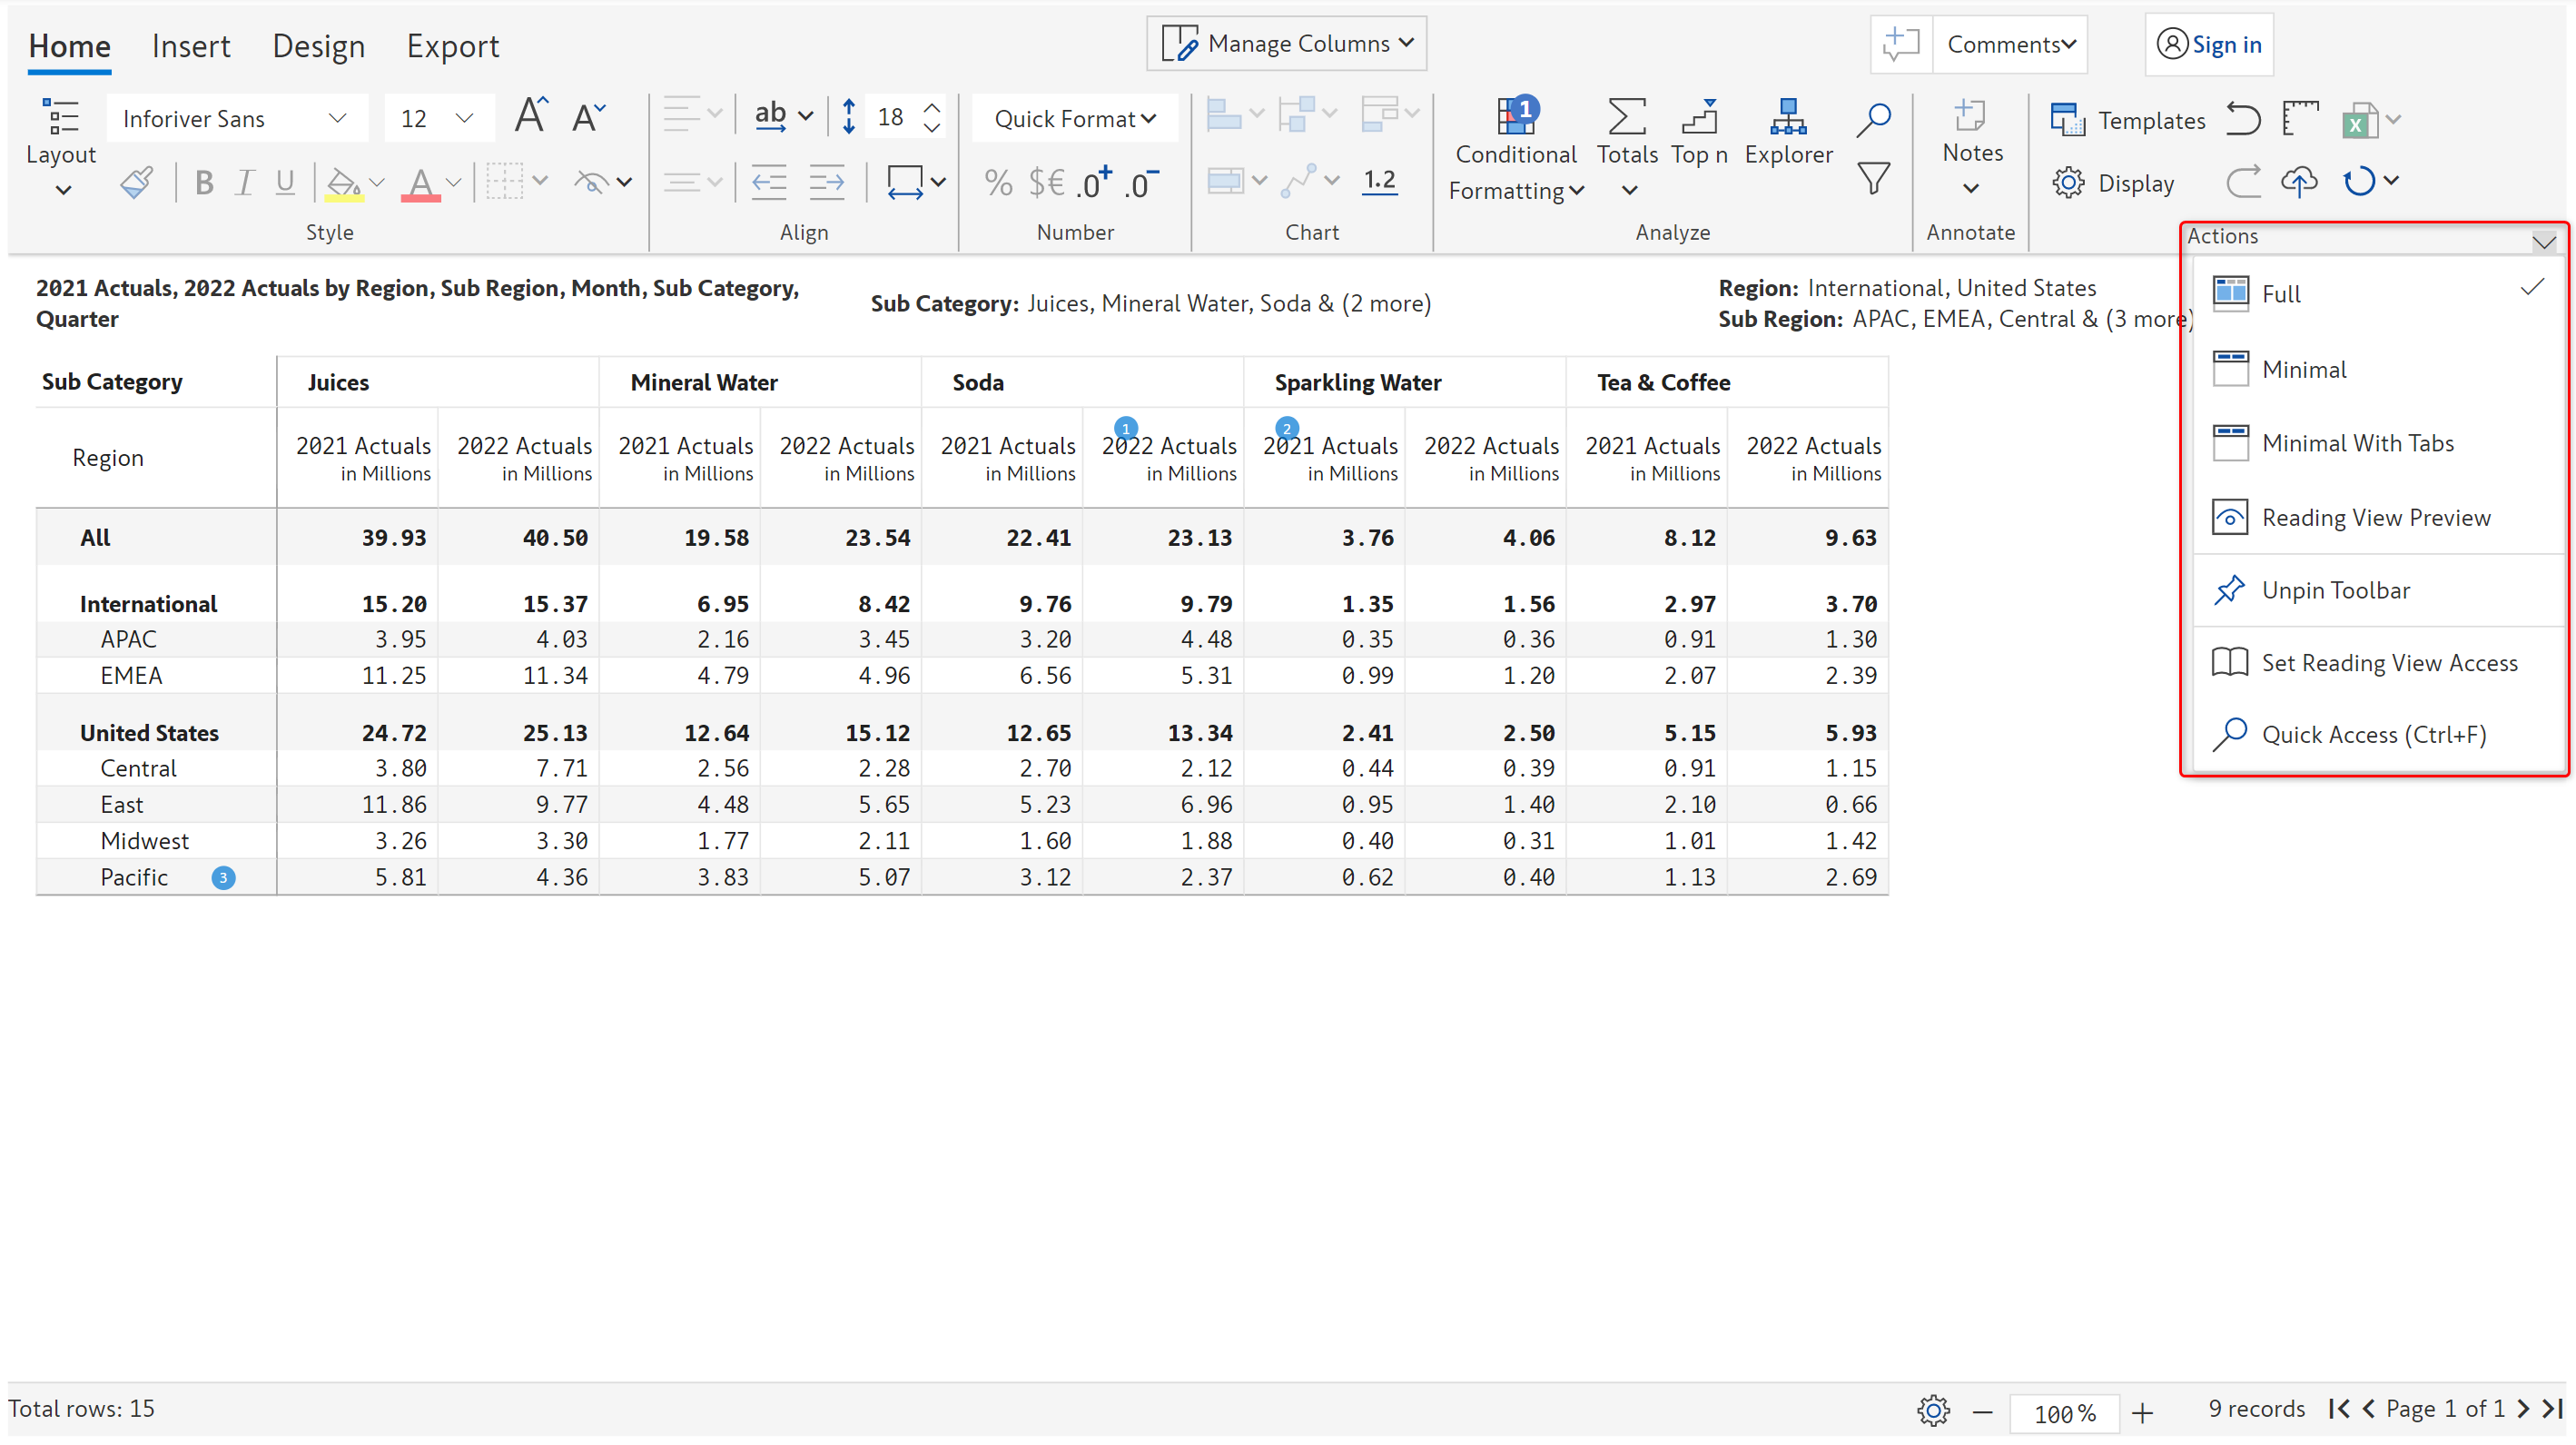 Home Insert Design Export Manage Columns Comments Sign in
Inforiver Sans 12 A A ab 18 Quick Format 1 Templates
Layout Conditional Totals Top n Explorer Notes
B I U A % $€ .0+ .0− 1.2 Formatting Display
Style Align Number Chart Analyze Annotate Actions
2021 Actuals, 2022 Actuals by Region, Sub Region, Month, Sub Category,
Quarter
Sub Category: Juices, Mineral Water, Soda & (2 more)
Region: International, United States
Sub Region: APAC, EMEA, Central & (3 more)
Full
Minimal
Minimal With Tabs
Reading View Preview
Unpin Toolbar
Set Reading View Access
Quick Access (Ctrl+F)
Sub Category Juices Mineral Water Soda Sparkling Water Tea & Coffee
1 2
Region 2021 Actuals 2022 Actuals 2021 Actuals 2022 Actuals 2021 Actuals 2022 Actuals 2021 Actuals 2022 Actuals 2021 Actuals 2022 Actuals
in Millions in Millions in Millions in Millions in Millions in Millions in Millions in Millions in Millions in Millions
All 39.93 40.50 19.58 23.54 22.41 23.13 3.76 4.06 8.12 9.63
International 15.20 15.37 6.95 8.42 9.76 9.79 1.35 1.56 2.97 3.70
APAC 3.95 4.03 2.16 3.45 3.20 4.48 0.35 0.36 0.91 1.30
EMEA 11.25 11.34 4.79 4.96 6.56 5.31 0.99 1.20 2.07 2.39
United States 24.72 25.13 12.64 15.12 12.65 13.34 2.41 2.50 5.15 5.93
Central 3.80 7.71 2.56 2.28 2.70 2.12 0.44 0.39 0.91 1.15
East 11.86 9.77 4.48 5.65 5.23 6.96 0.95 1.40 2.10 0.66
Midwest 3.26 3.30 1.77 2.11 1.60 1.88 0.40 0.31 1.01 1.42
Pacific 3 5.81 4.36 3.83 5.07 3.12 2.37 0.62 0.40 1.13 2.69
Total rows: 15 100% 9 records Page 1 of 1